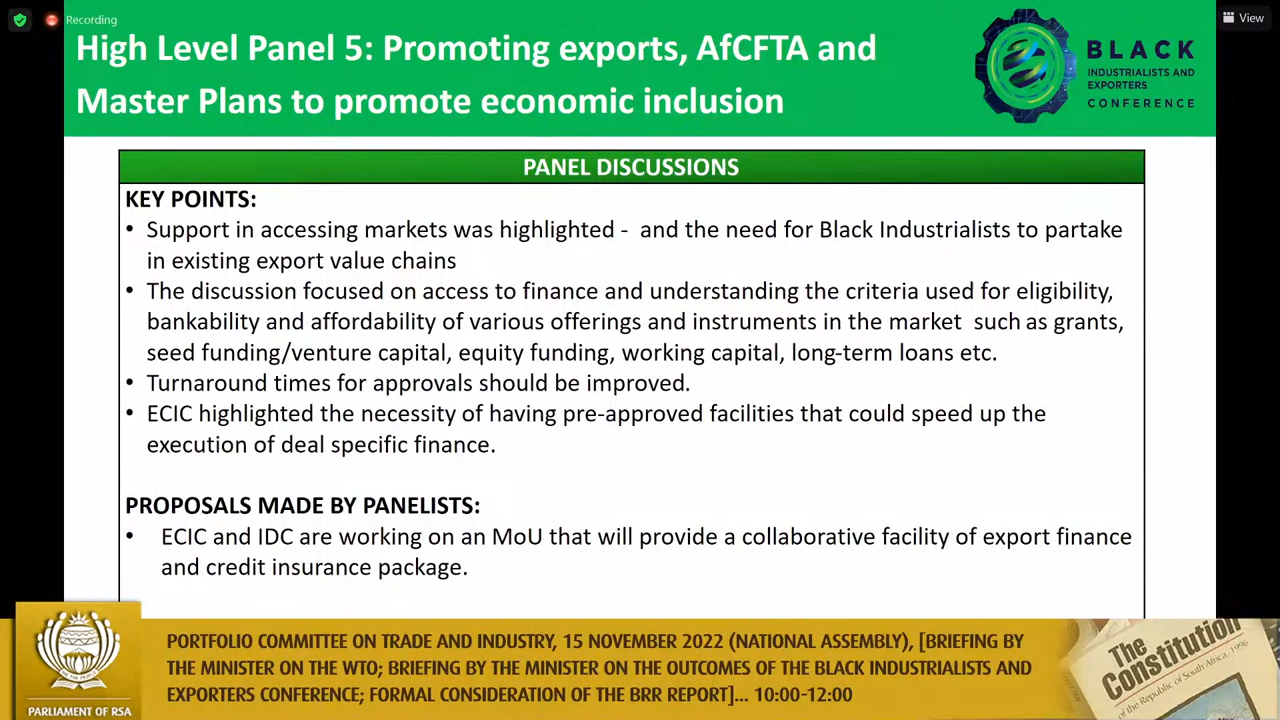 Recording
View
High Level Panel 5: Promoting exports, AfCFTA and
Master Plans to promote economic inclusion
BLACK
INDUSTRIALISTS AND
EXPORTERS
CONFERENCE
PANEL DISCUSSIONS
KEY POINTS:
• Support in accessing markets was highlighted - and the need for Black Industrialists to partake
in existing export value chains
• The discussion focused on access to finance and understanding the criteria used for eligibility,
bankability and affordability of various offerings and instruments in the market such as grants,
seed funding/venture capital, equity funding, working capital, long-term loans etc.
• Turnaround times for approvals should be improved.
• ECIC highlighted the necessity of having pre-approved facilities that could speed up the
execution of deal specific finance.
PROPOSALS MADE BY PANELISTS:
• ECIC and IDC are working on an MoU that will provide a collaborative facility of export finance
and credit insurance package.
PORTFOLIO COMMITTEE ON TRADE AND INDUSTRY, 15 NOVEMBER 2022 (NATIONAL ASSEMBLY), [BRIEFING BY
THE MINISTER ON THE WTO; BRIEFING BY THE MINISTER ON THE OUTCOMES OF THE BLACK INDUSTRIALISTS AND
EXPORTERS CONFERENCE; FORMAL CONSIDERATION OF THE BRR REPORT]... 10:00-12:00
PARLIAMENT OF RSA
The
Constitution
of the Republic of South Africa, 1996